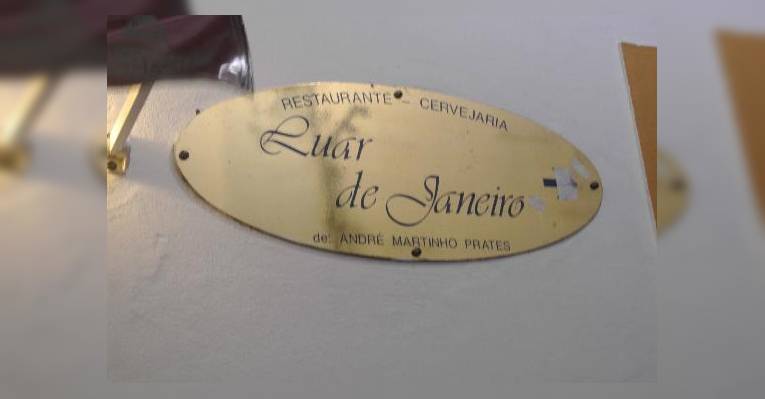 RESTAURANTE - CERVEJARIA
Luar
de Janeiro
de: ANDRÉ MARTINHO PRATES